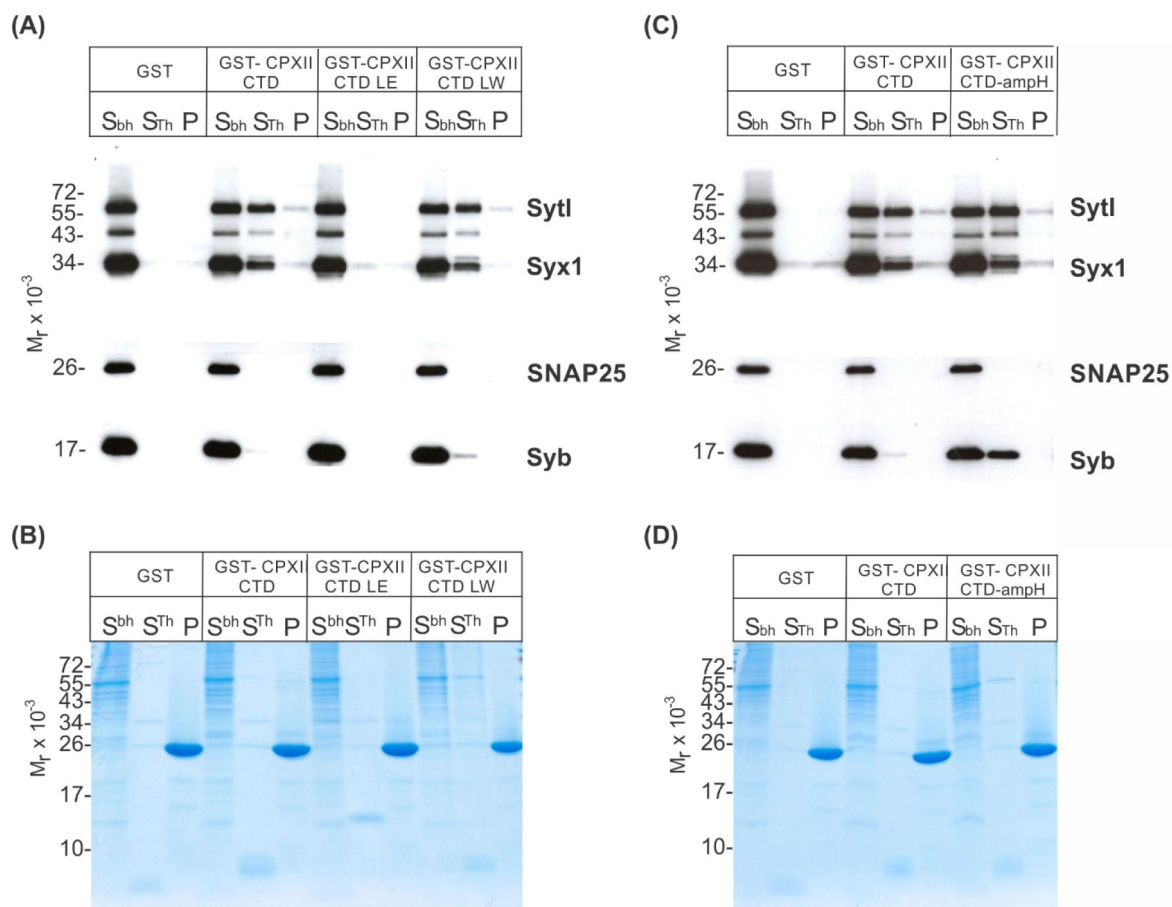 (A)
GST
GST- CPXII CTD
GST-CPXII CTD LE
GST-CPXII CTD LW
Sbh STh P Sbh STh P SbhSTh P SbhSTh P
72-
55-
43-
34-
Mr x 10-3
26-
17-
SytI
Syx1
SNAP25
Syb
(C)
GST
GST- CPXII CTD
GST- CPXII CTD-ampH
Sbh STh P Sbh STh P Sbh STh P
72-
55-
43-
34-
Mr x 10-3
26-
17-
SytI
Syx1
SNAP25
Syb
(B)
GST
GST- CPXII CTD
GST-CPXII CTD LE
GST-CPXII CTD LW
Sbh STh P Sbh STh P Sbh STh P Sbh STh P
72-
55-
43-
34-
26-
17-
10-
Mr x 10-3
(D)
GST
GST- CPXII CTD
GST- CPXII CTD-ampH
Sbh STh P Sbh STh P Sbh STh P
72-
55-
43-
34-
26-
17-
10-
Mr x 10-3